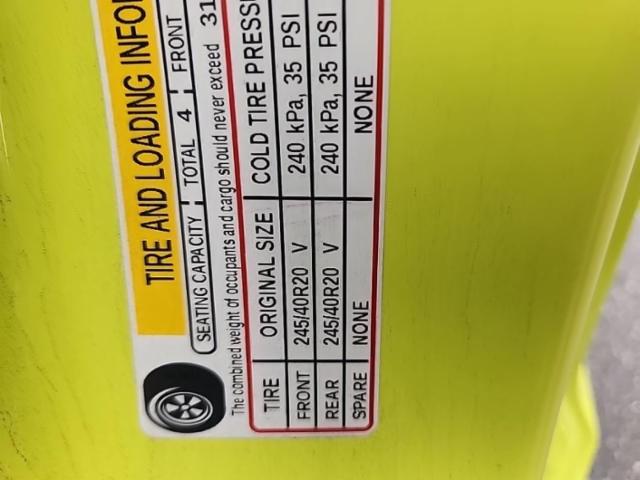 TIRE AND LOADING INFOR
SEATING CAPACITY TOTAL 4 FRONT
The combined weight of occupants and cargo should never exceed 31
TIRE ORIGINAL SIZE COLD TIRE PRESS
FRONT 245/40R20 V 240 kPa, 35 PSI
REAR 245/40R20 V 240 kPa, 35 PSI
SPARE NONE NONE